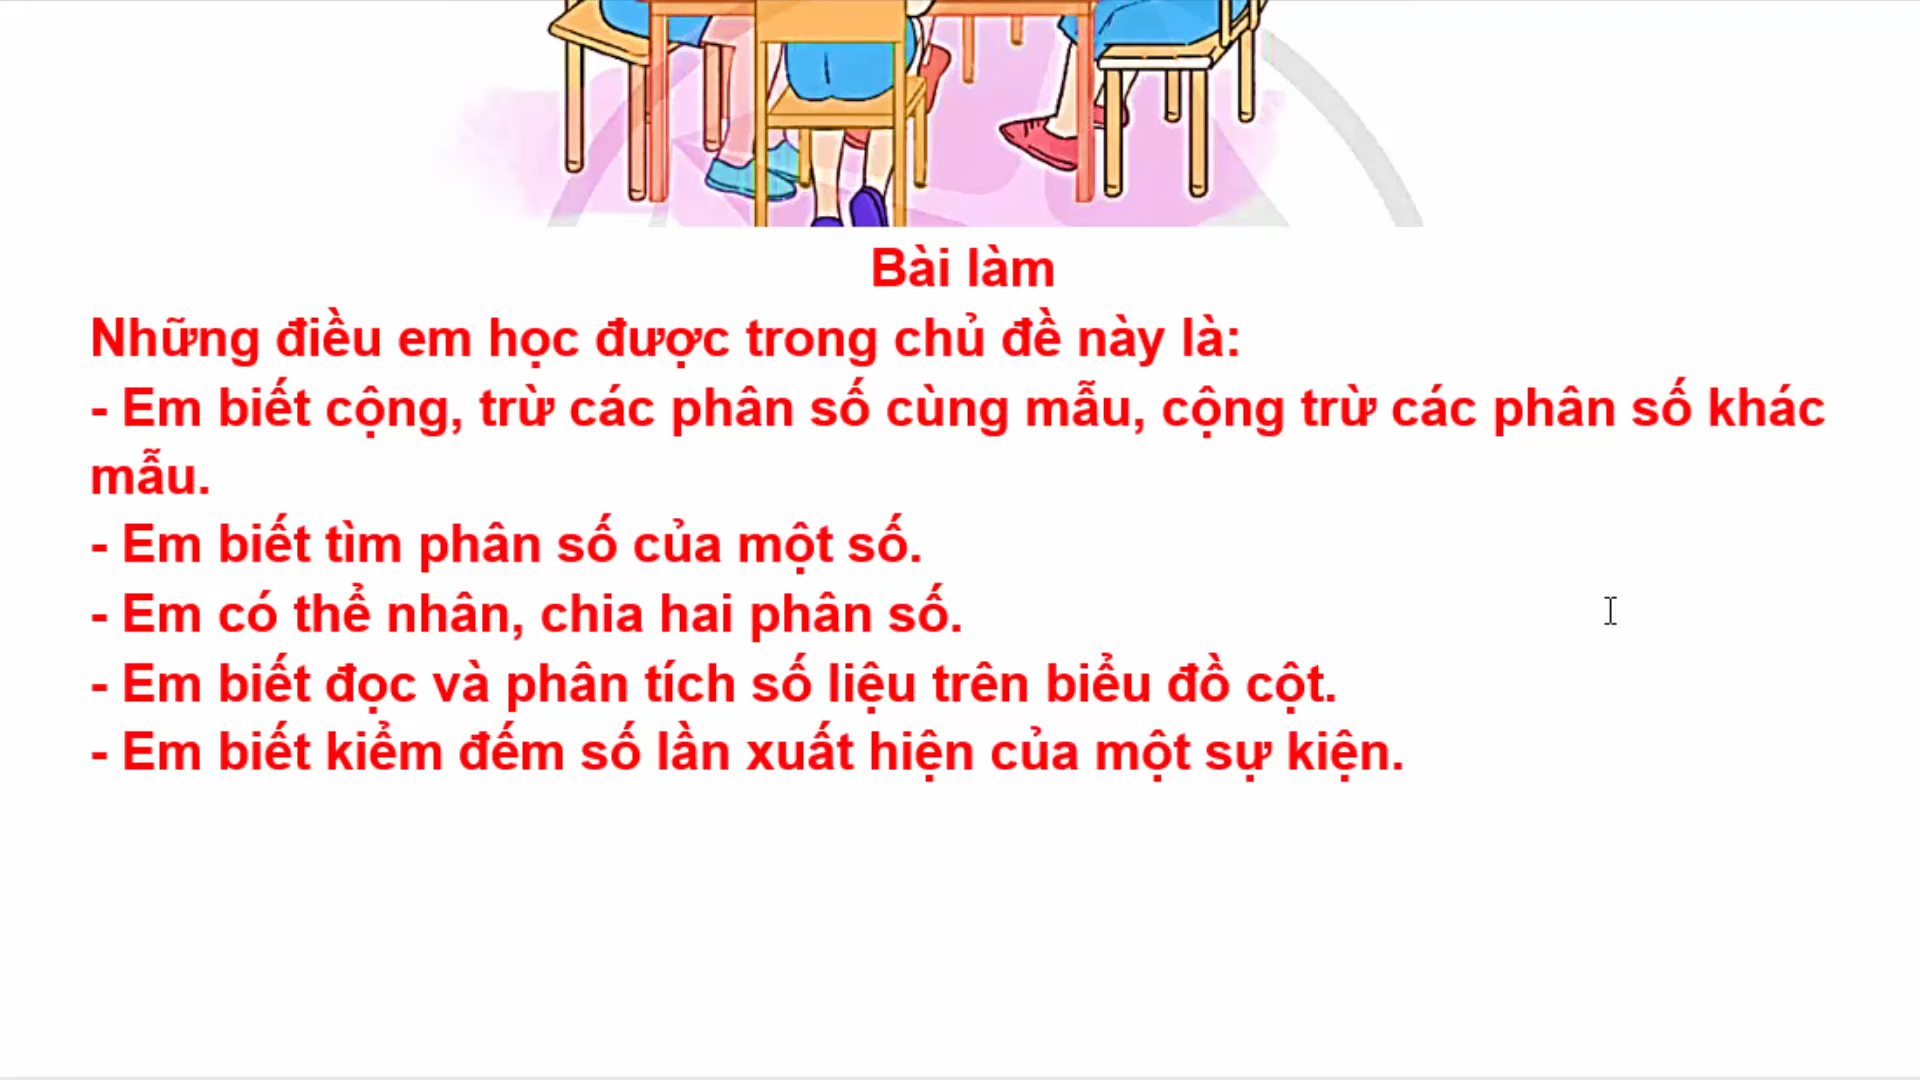 Bài làm
Những điều em học được trong chủ đề này là:
- Em biết cộng, trừ các phân số cùng mẫu, cộng trừ các phân số khác
mẫu.
- Em biết tìm phân số của một số.
- Em có thể nhân, chia hai phân số.
- Em biết đọc và phân tích số liệu trên biểu đồ cột.
- Em biết kiểm đếm số lần xuất hiện của một sự kiện.